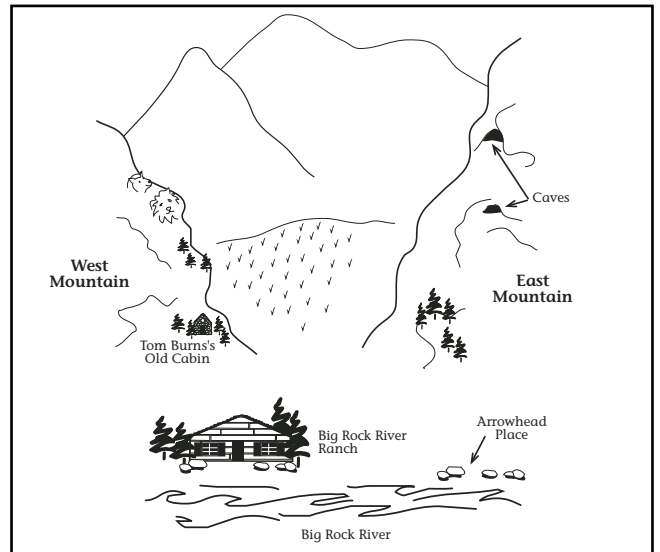 Caves
West
Mountain
East
Mountain
Tom Burns's
Old Cabin
Arrowhead
Place
Big Rock River
Ranch
Big Rock River